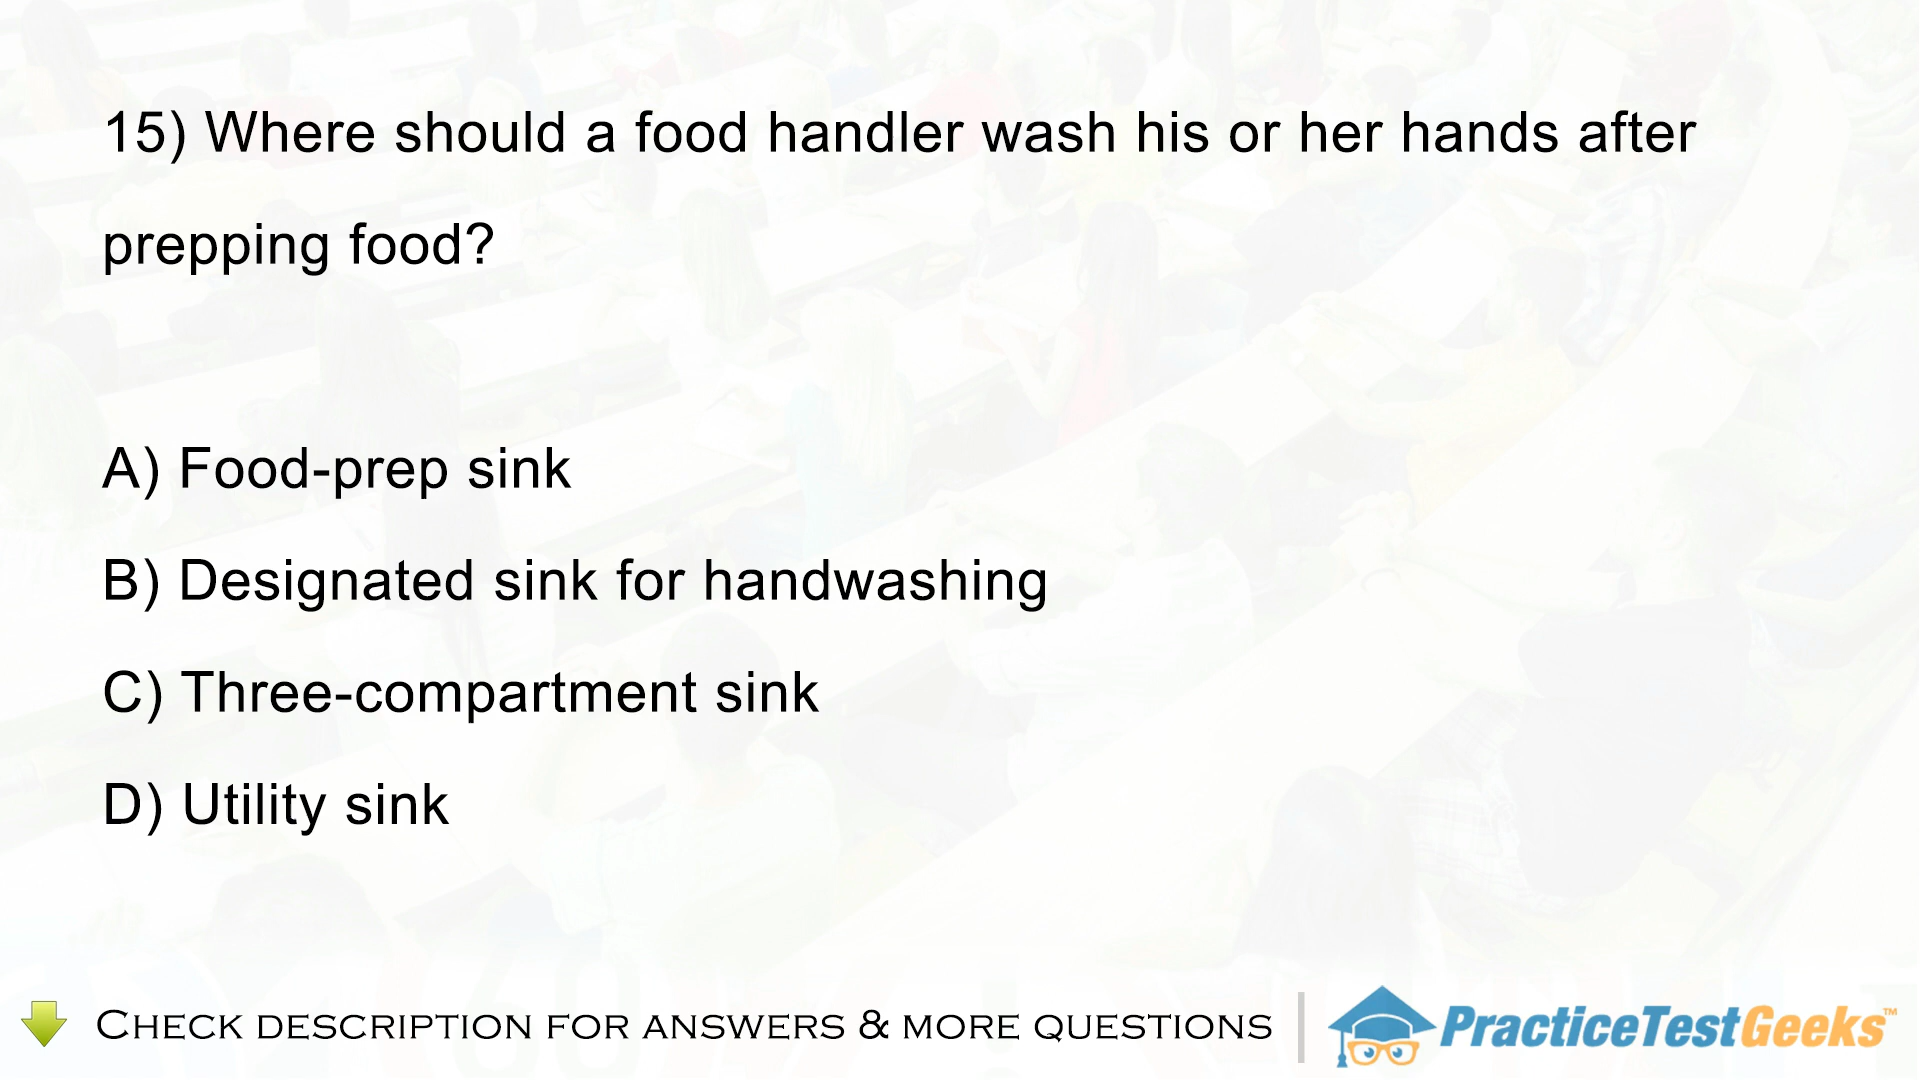 15) Where should a food handler wash his or her hands after
prepping food?
A) Food-prep sink
B) Designated sink for handwashing
C) Three-compartment sink
D) Utility sink
Check description for answers & more questions
PracticeTestGeeks™